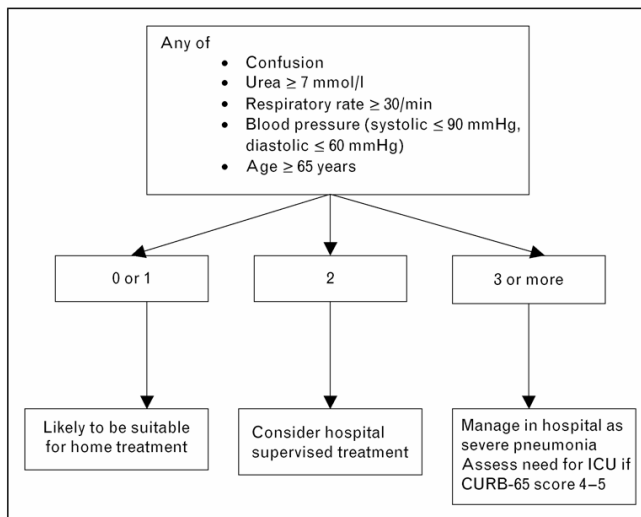 Any of
• Confusion
• Urea ≥ 7 mmol/l
• Respiratory rate ≥ 30/min
• Blood pressure (systolic ≤ 90 mmHg,
diastolic ≤ 60 mmHg)
• Age ≥ 65 years
0 or 1
2
3 or more
Likely to be suitable
for home treatment
Consider hospital
supervised treatment
Manage in hospital as
severe pneumonia
Assess need for ICU if
CURB-65 score 4–5